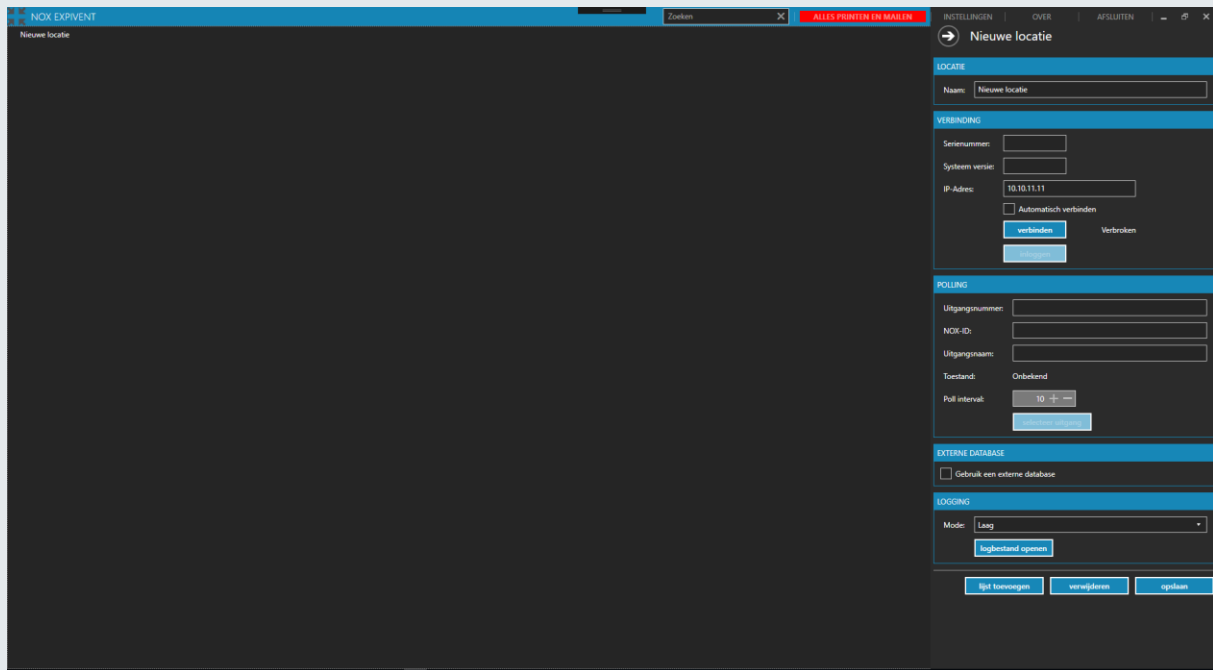 NOX EXPIVENT
Zoeken
ALLES PRINTEN EN MAILEN
INSTELLINGEN | OVER | AFSLUITEN
Nieuwe locatie
Nieuwe locatie
LOCATIE
Naam: Nieuwe locatie
VERBINDING
Serienummer:
Systeem versie:
IP-Adres: 10.10.11.11
Automatisch verbinden
verbinden Verbroken
Inloggen
POLLING
Uitgangsnummer:
NOX-ID:
Uitgangsnaam:
Toestand: Onbekend
Poll interval: 10
selecteer uitgang
EXTERNE DATABASE
Gebruik een externe database
LOGGING
Mode: Laag
logbestand openen
lijst toevoegen verwijderen opslaan